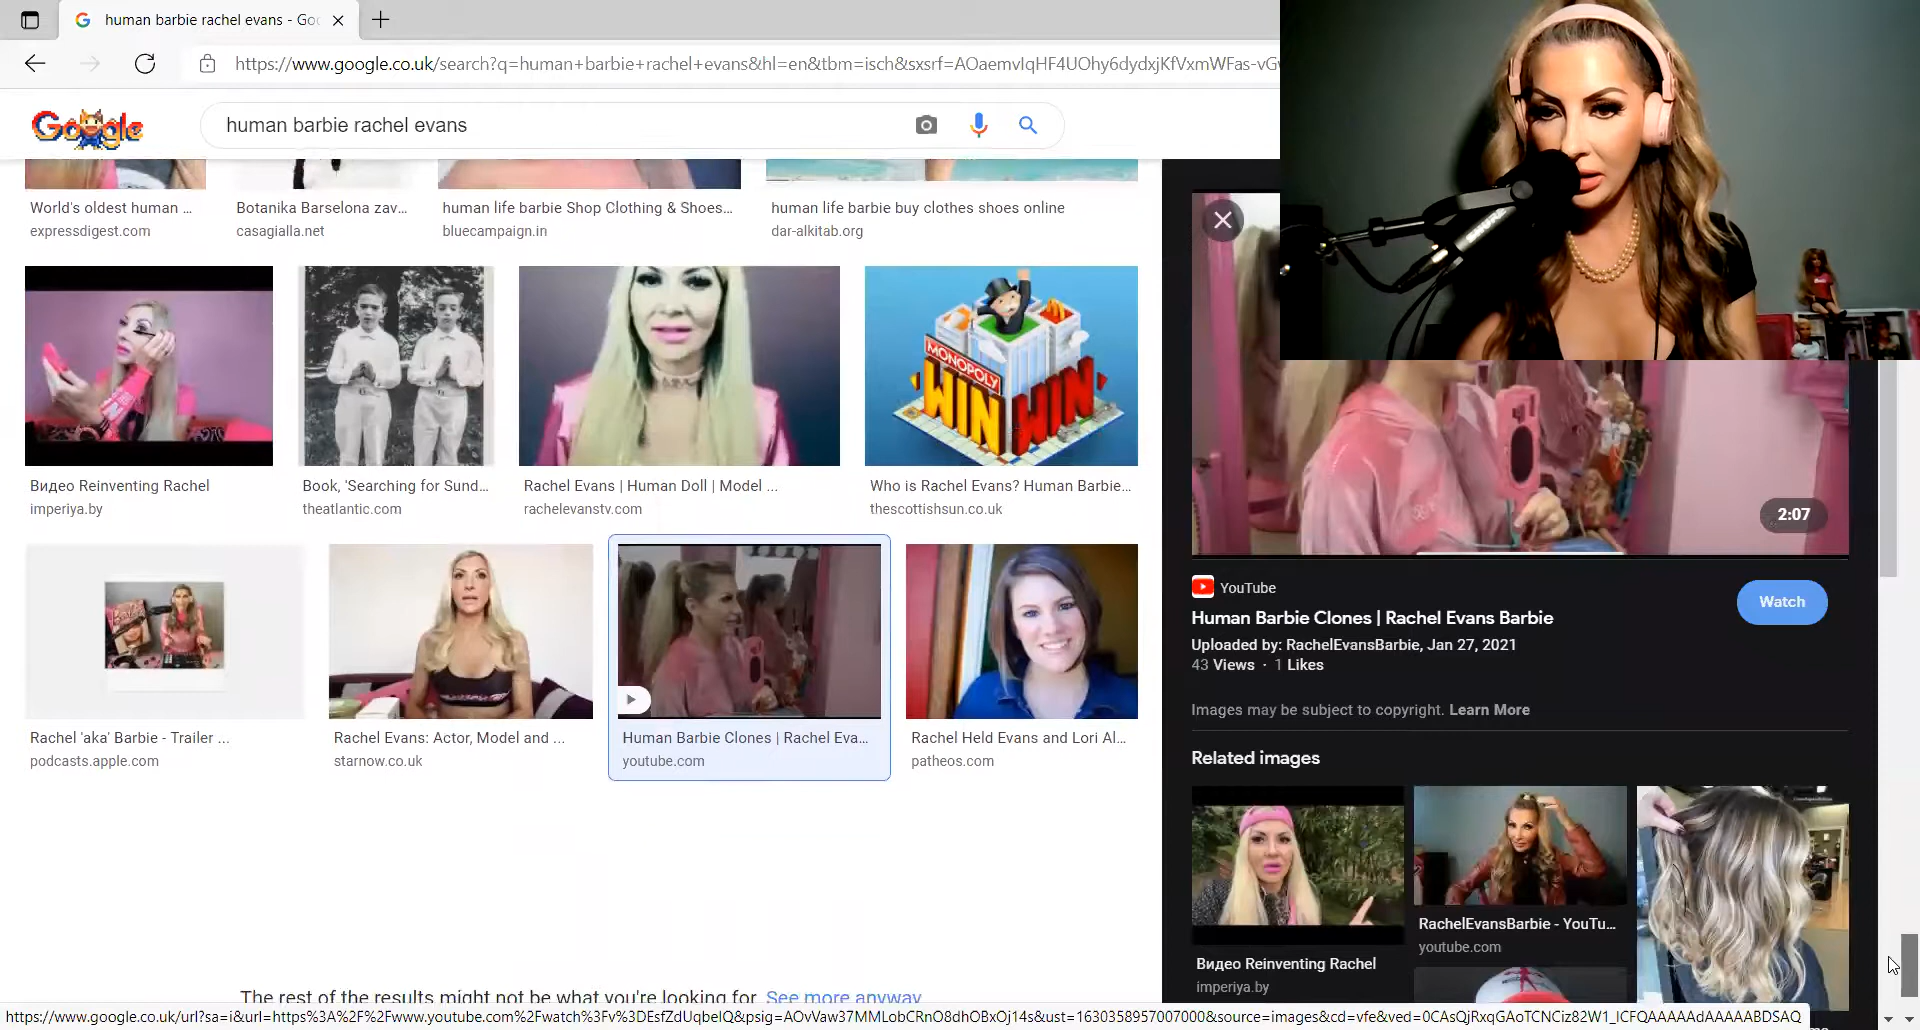 human barbie rachel evans - Goo
https://www.google.co.uk/search?q=human+barbie+rachel+evans&hl=en&tbm=isch&sxsrf=AOaemvIqHF4UOhy6dydxjKfVxmWFas-vGv
Google
human barbie rachel evans
World's oldest human ...
expressdigest.com
Botanika Barselona zav...
casagialla.net
human life barbie Shop Clothing & Shoes...
bluecampaign.in
human life barbie buy clothes shoes online
dar-alkitab.org
MONOPOLY
WIN WIN
Видео Reinventing Rachel
imperiya.by
Book, 'Searching for Sund...
theatlantic.com
Rachel Evans | Human Doll | Model ...
rachelevanstv.com
Who is Rachel Evans? Human Barbie...
thescottishsun.co.uk
Rachel 'aka' Barbie - Trailer ...
podcasts.apple.com
Rachel Evans: Actor, Model and ...
starnow.co.uk
Human Barbie Clones | Rachel Eva...
youtube.com
Rachel Held Evans and Lori Al...
patheos.com
The rest of the results might not be what you're looking for. See more anyway
2:07
YouTube
Human Barbie Clones | Rachel Evans Barbie
Watch
Uploaded by: RachelEvansBarbie, Jan 27, 2021
43 Views · 1 Likes
Images may be subject to copyright. Learn More
Related images
Видео Reinventing Rachel
imperiya.by
RachelEvansBarbie - YouTu...
youtube.com
https://www.google.co.uk/url?sa=i&url=https%3A%2F%2Fwww.youtube.com%2Fwatch%3Fv%3DEsfZdUqbelQ&psig=AOvVaw37MMLobCRnO8dhOBxOj14s&ust=1630358957007000&source=images&cd=vfe&ved=0CAsQjRxqGAoTCNCiz82W1_ICFQAAAAAdAAAAABDSAQ